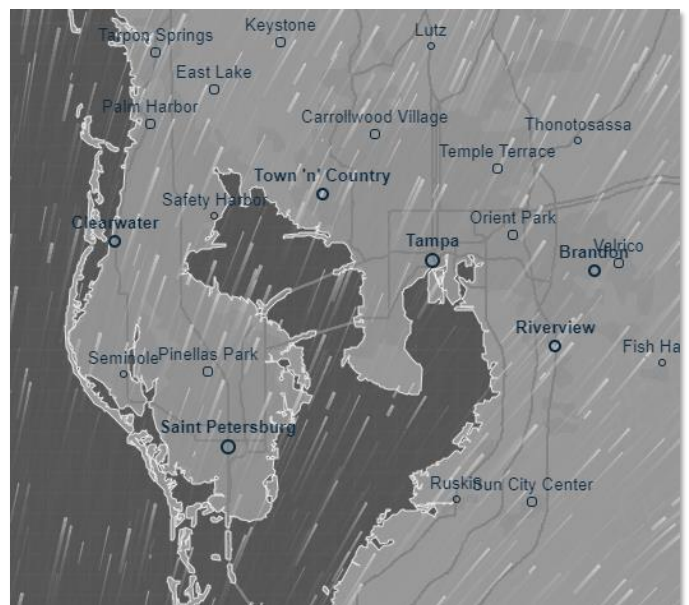 Keystone
Lutz
Tarpon Springs
East Lake
Palm Harbor
Carrollwood Village
Thonotosassa
Temple Terrace
Town 'n' Country
Safety Harbor
Orient Park
Clearwater
Tampa
Valrico
Brandon
Riverview
Fish Ha
Seminole
Pinellas Park
Saint Petersburg
Ruskin
Sun City Center